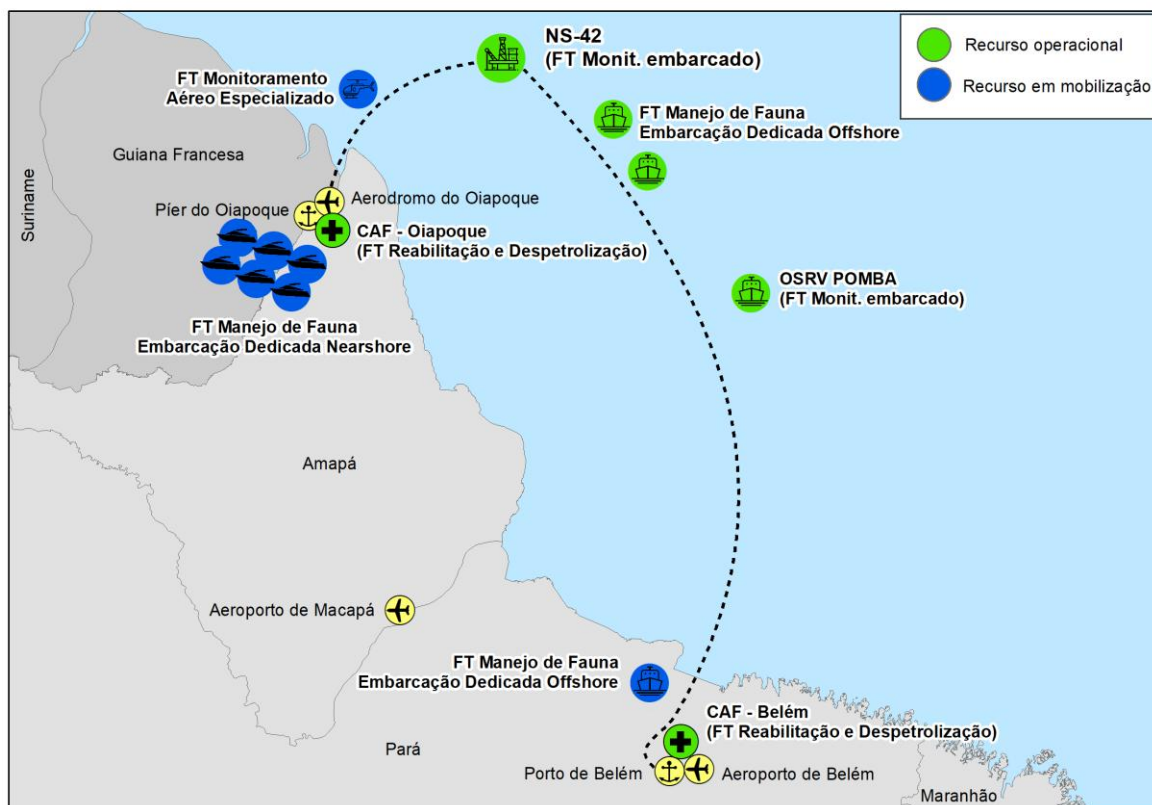 NS-42
(FT Monit. embarcado)
Recurso operacional
Recurso em mobilização
FT Monitoramento
Aéreo Especializado
FT Manejo de Fauna
Embarcação Dedicada Offshore
Guiana Francesa
Suriname
Aerodromo do Oiapoque
Píer do Oiapoque
CAF - Oiapoque
(FT Reabilitação e Despetrolização)
OSRV POMBA
(FT Monit. embarcado)
FT Manejo de Fauna
Embarcação Dedicada Nearshore
Amapá
Aeroporto de Macapá
FT Manejo de Fauna
Embarcação Dedicada Offshore
CAF - Belém
(FT Reabilitação e Despetrolização)
Pará
Porto de Belém
Aeroporto de Belém
Maranhão